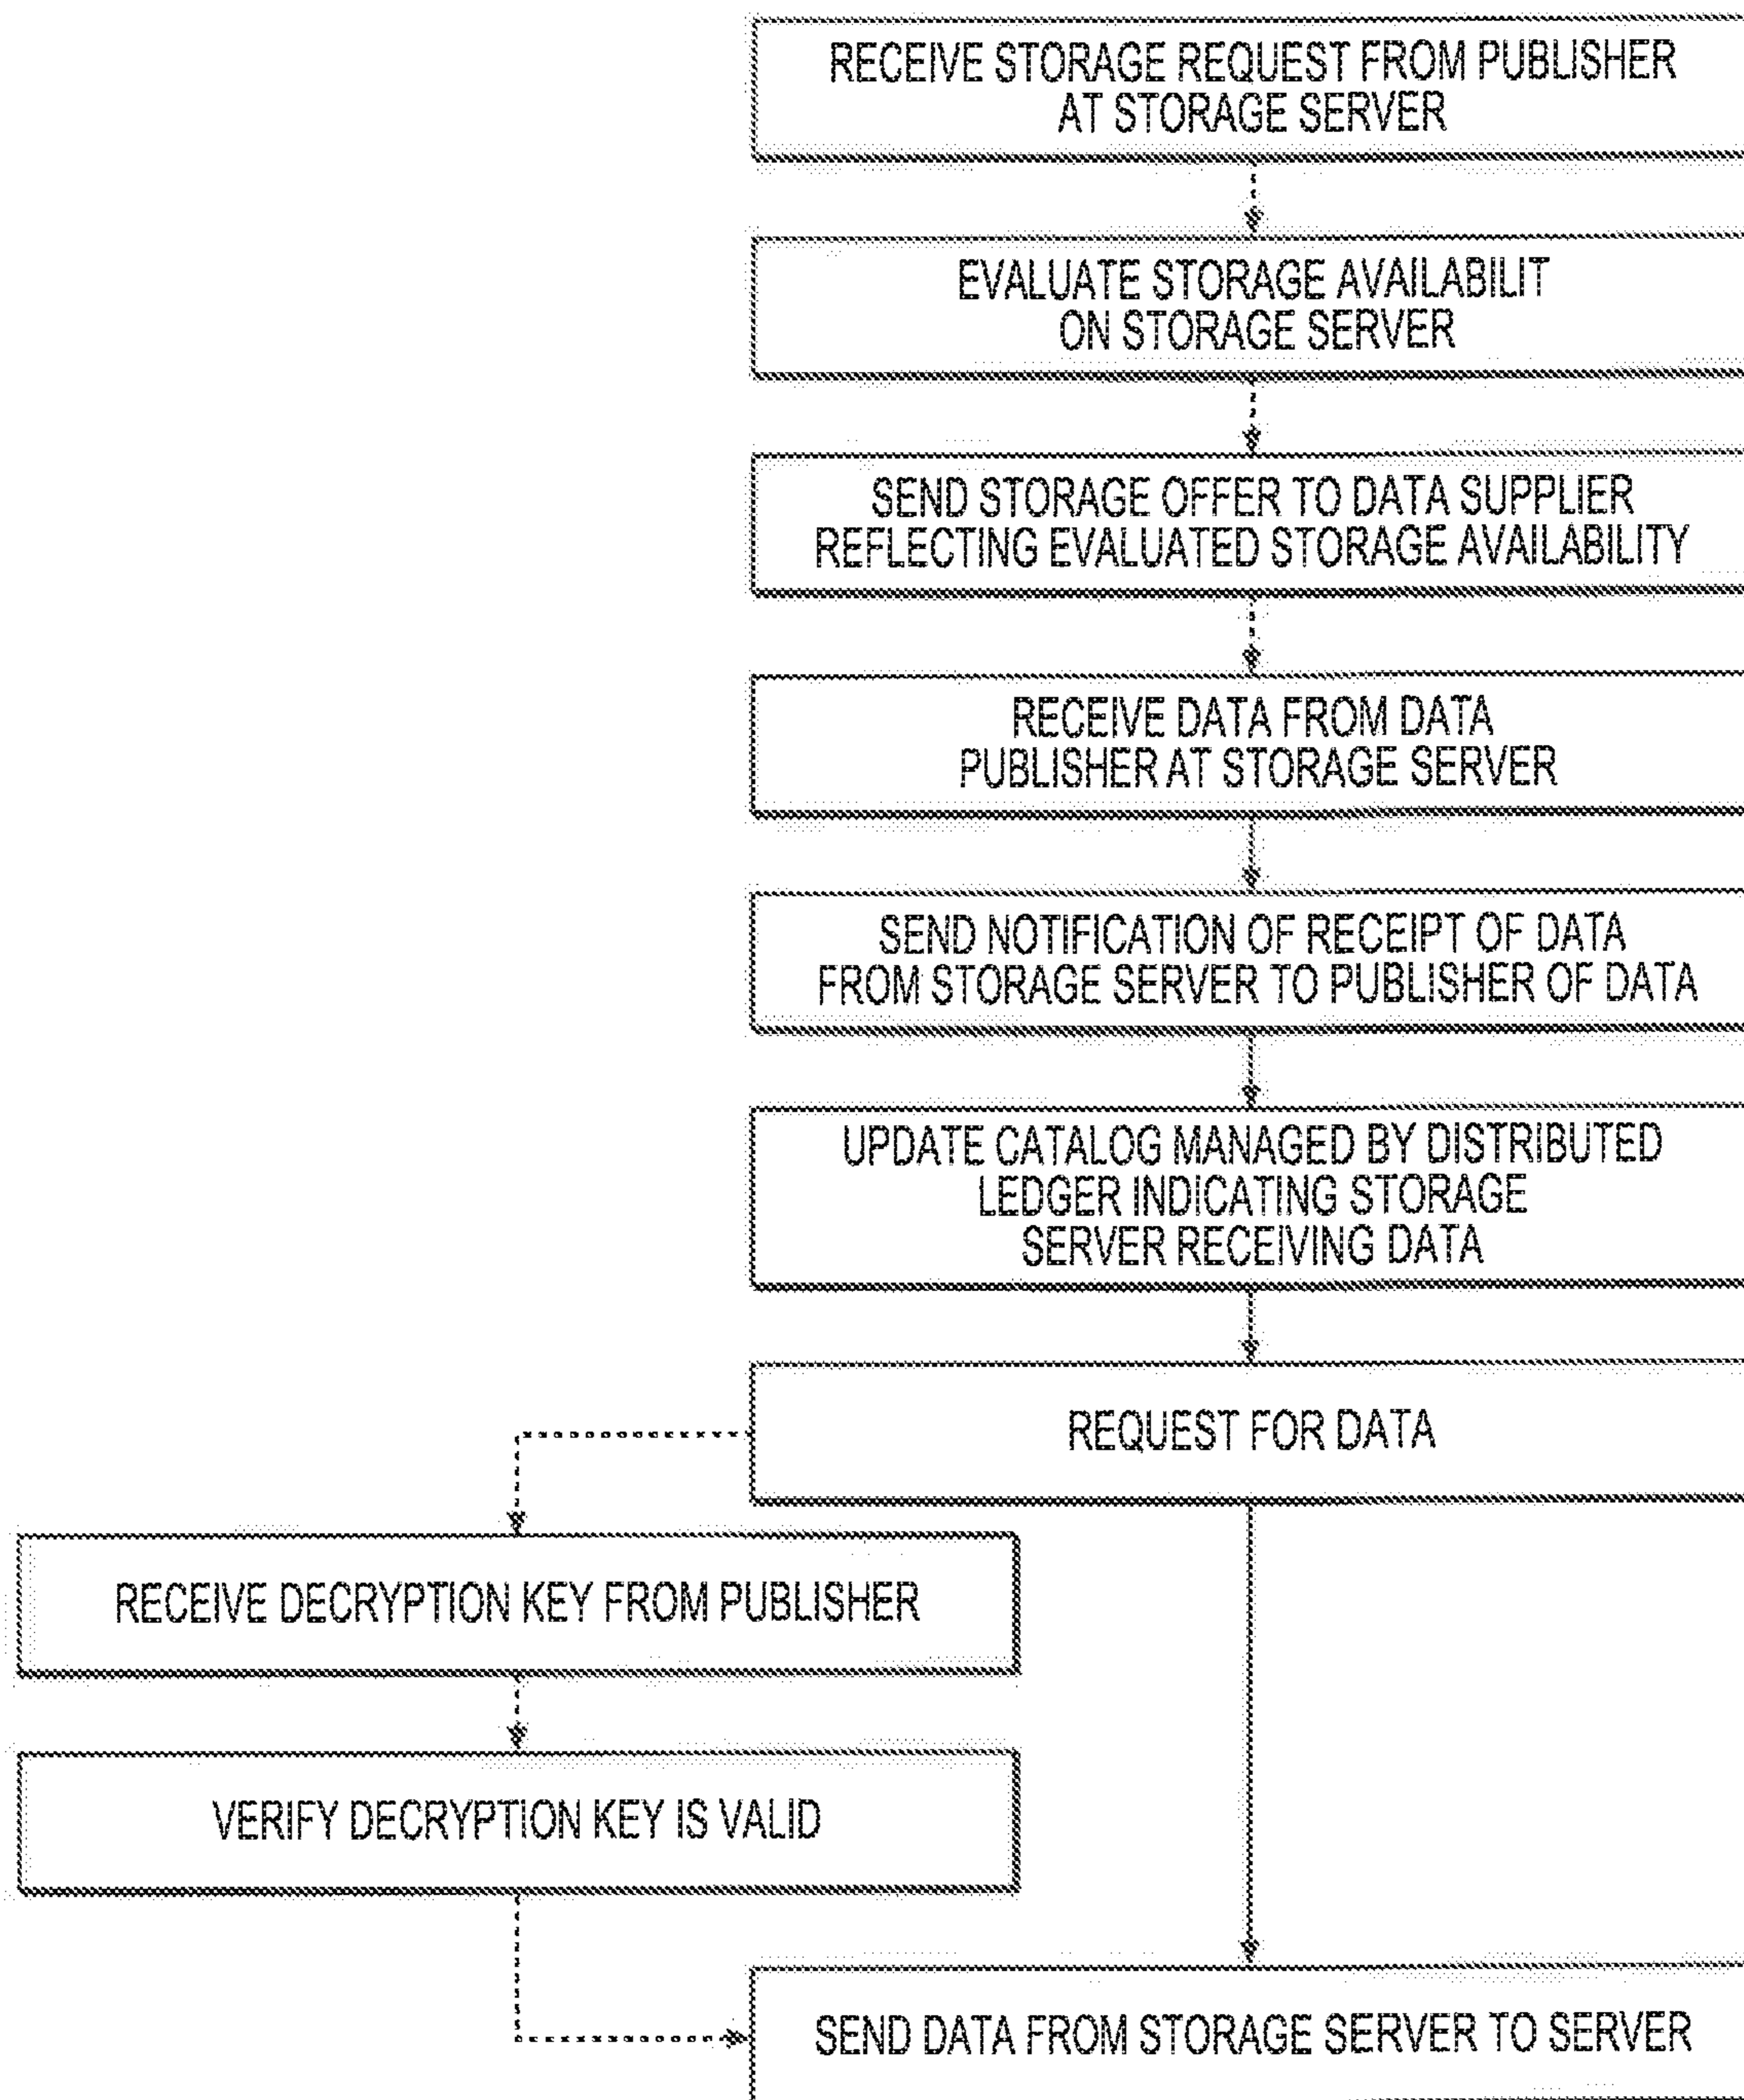 RECEIVE STORAGE REQUEST FROM PUBLISHER
AT STORAGE SERVER
EVALUATE STORAGE AVAILABILIT
ON STORAGE SERVER
SEND STORAGE OFFER TO DATA SUPPLIER
REFLECTING EVALUATED STORAGE AVAILABILITY
RECEIVE DATA FROM DATA
PUBLISHER AT STORAGE SERVER
SEND NOTIFICATION OF RECEIPT OF DATA
FROM STORAGE SERVER TO PUBLISHER OF DATA
UPDATE CATALOG MANAGED BY DISTRIBUTED
LEDGER INDICATING STORAGE
SERVER RECEIVING DATA
REQUEST FOR DATA
RECEIVE DECRYPTION KEY FROM PUBLISHER
VERIFY DECRYPTION KEY IS VALID
SEND DATA FROM STORAGE SERVER TO SERVER